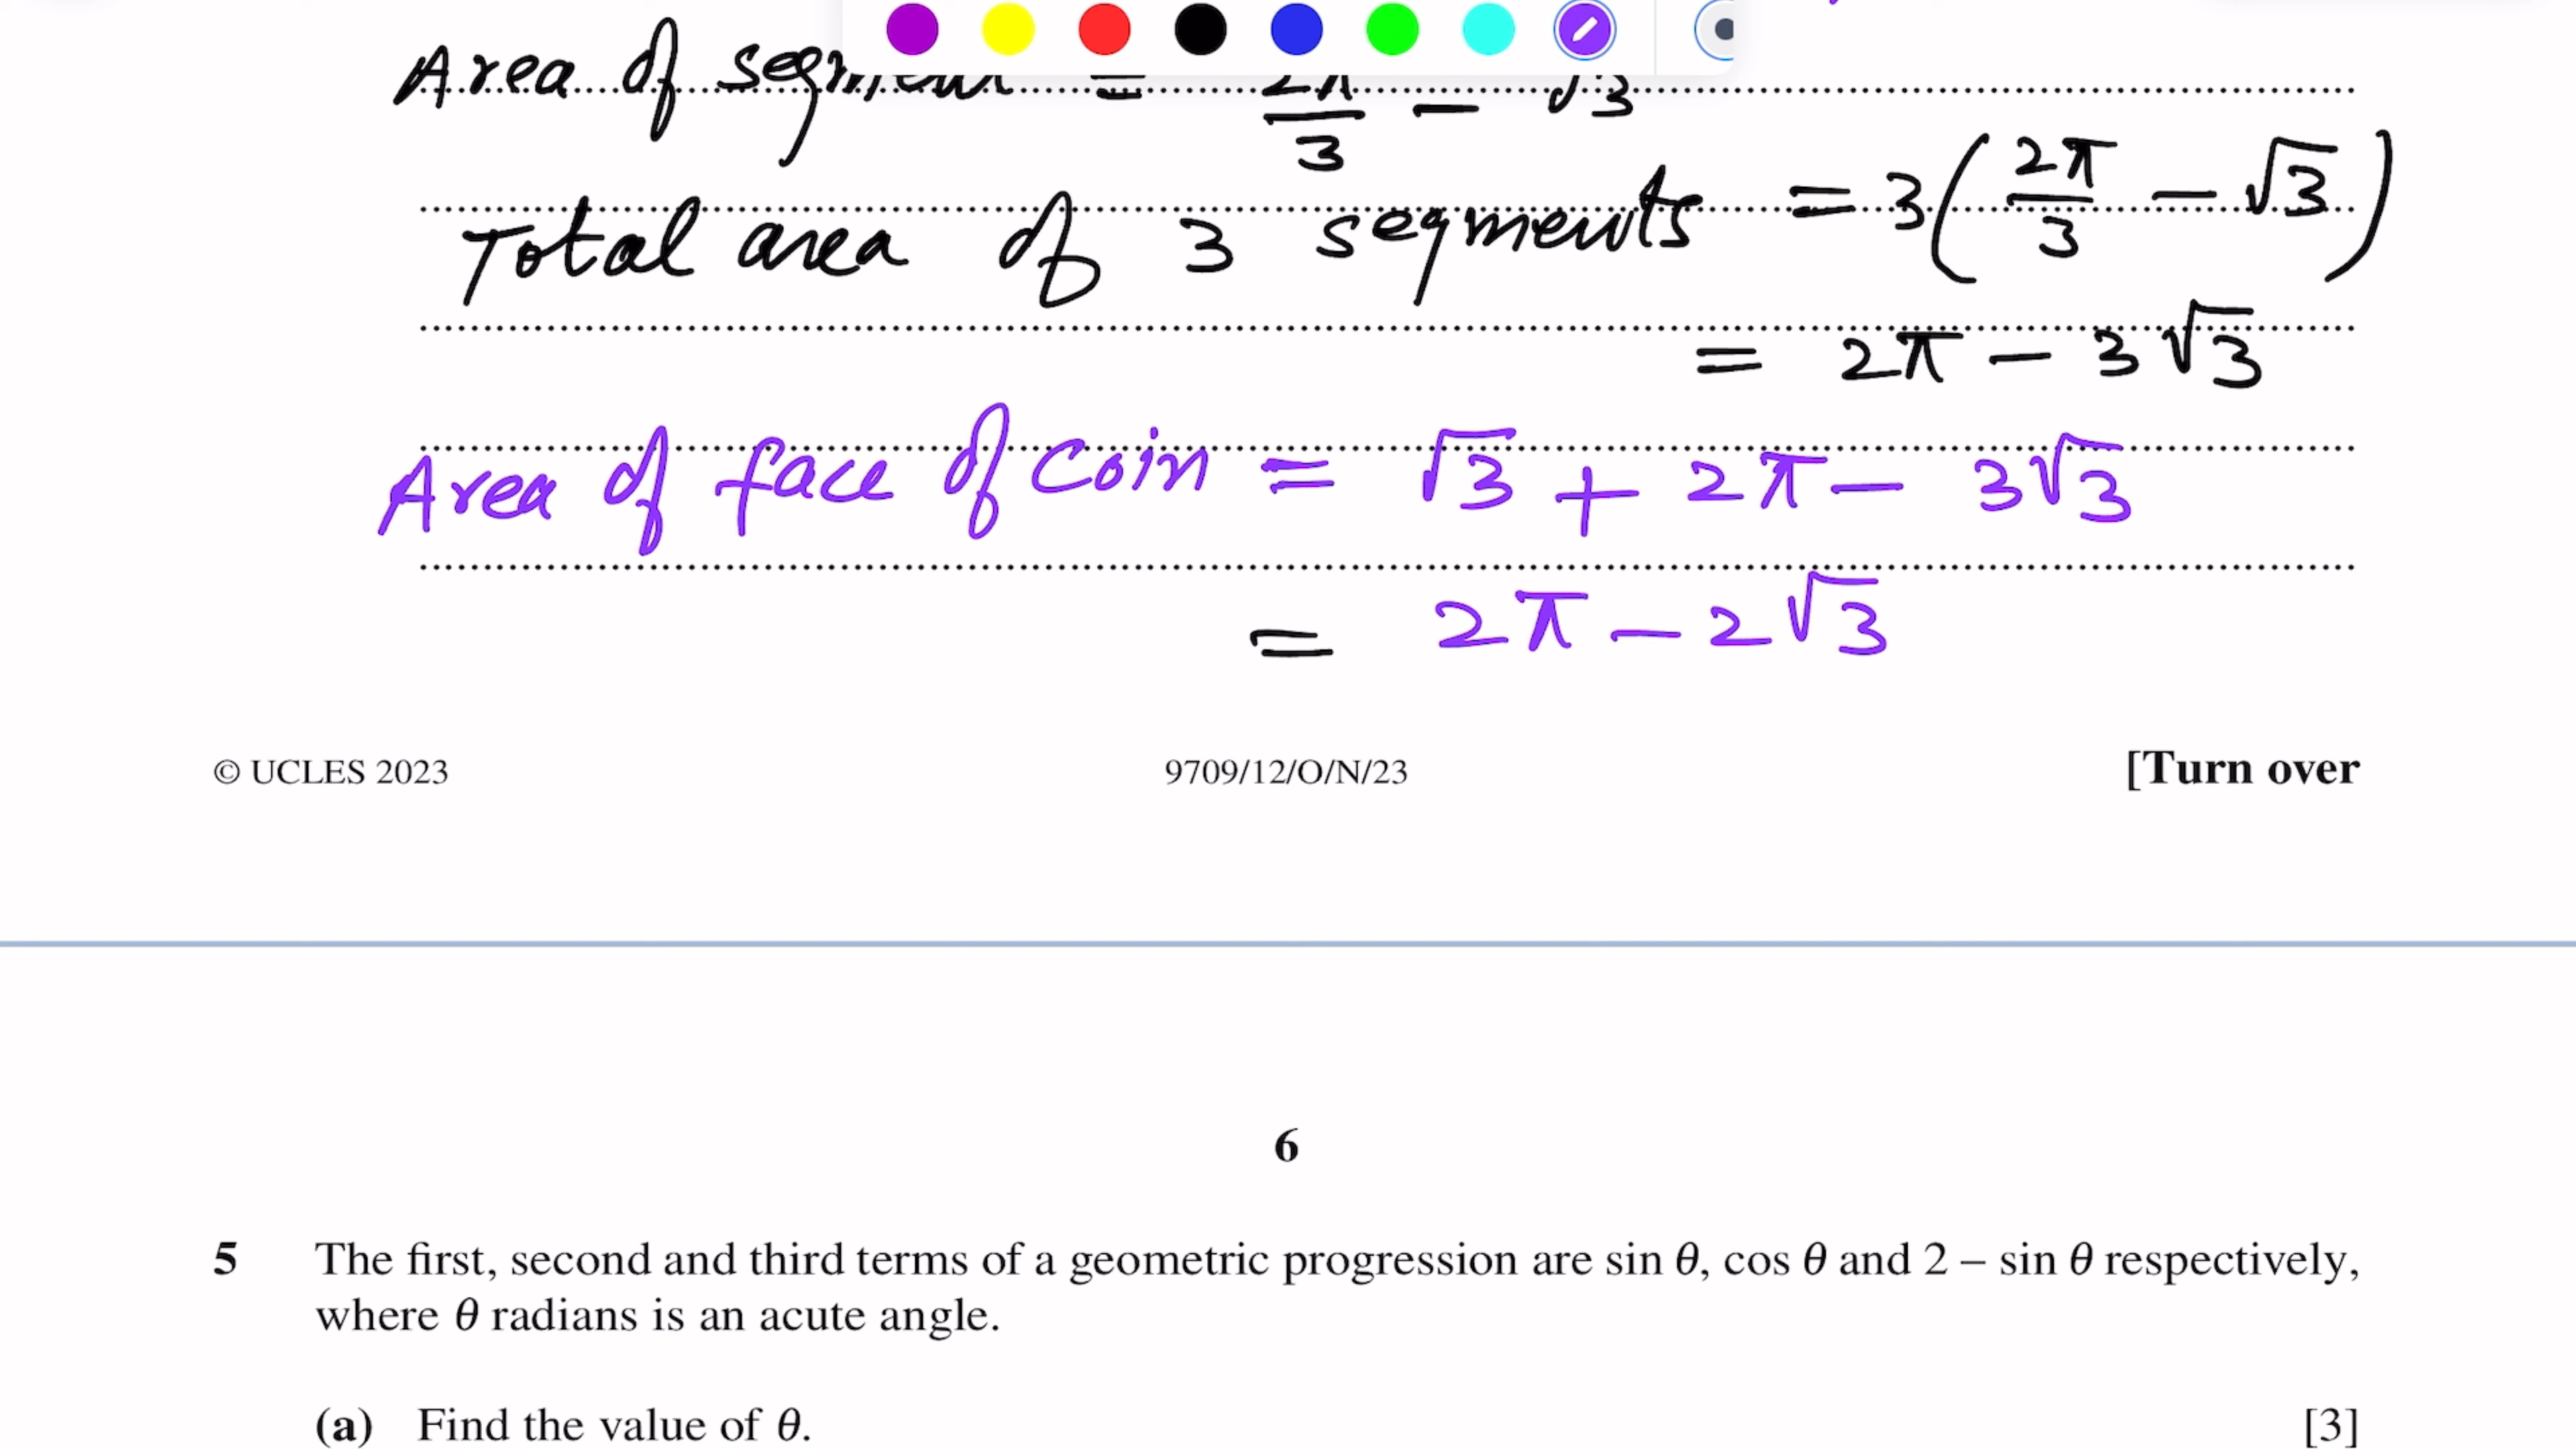 Area of segment = 2π/3 − √3
Total area of 3 segments = 3(2π/3 − √3)
= 2π − 3√3
Area of face of coin = √3 + 2π − 3√3
= 2π − 2√3
© UCLES 2023 9709/12/O/N/23 [Turn over
6
5 The first, second and third terms of a geometric progression are sin θ, cos θ and 2 – sin θ respectively,
where θ radians is an acute angle.
(a) Find the value of θ. [3]